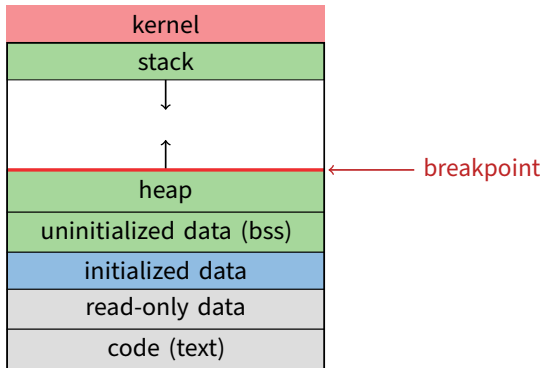 kernel
stack
breakpoint
heap
uninitialized data (bss)
initialized data
read-only data
code (text)